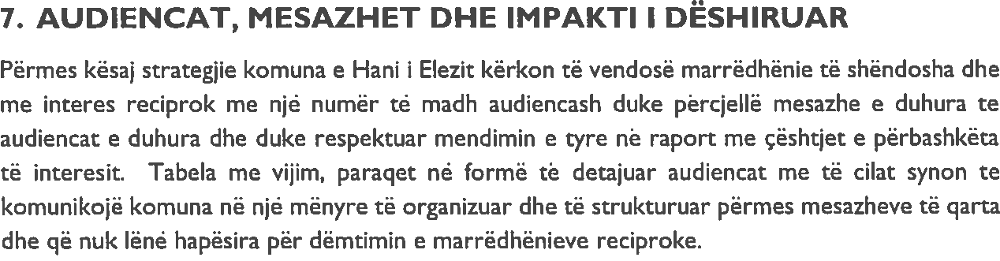 7. AUDIENCAT, MESAZHET DHE IMPAKTI I DËSHIRUAR
Përmes kësaj strategjie komuna e Hani i Elezit kërkon të vendosë marrëdhënie të shëndosha dhe
me interes reciprok me një numër të madh audiencash duke përcjellë mesazhe e duhura te
audiencat e duhura dhe duke respektuar mendimin e tyre në raport me çështjet e përbashkëta
të interesit. Tabela me vijim, paraqet në formë të detajuar audiencat me të cilat synon te
komunikojë komuna në një mënyre të organizuar dhe të strukturuar përmes mesazheve të qarta
dhe që nuk lënë hapësira për dëmtimin e marrëdhënieve reciproke.